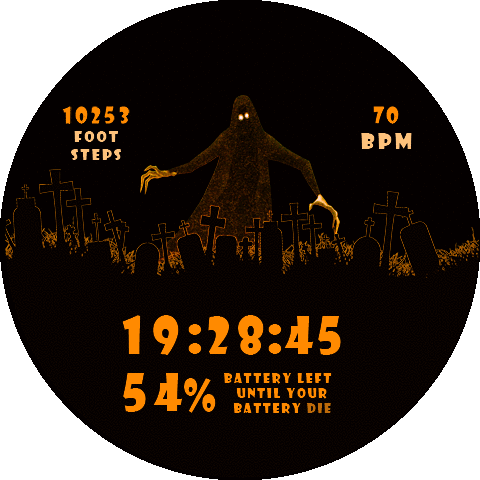 10253
FOOT
STEPS
70
BPM
19:28:45
54%
BATTERY LEFT
UNTIL YOUR
BATTERY DIE